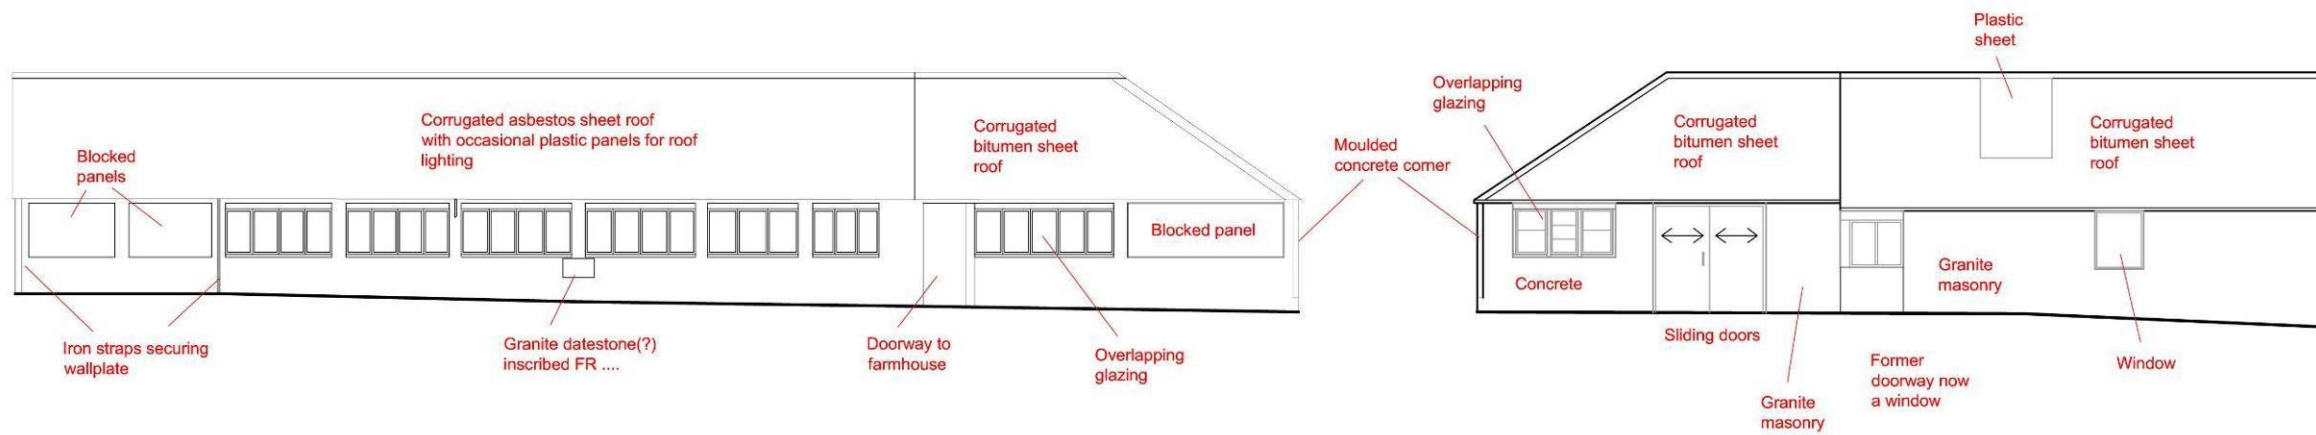 Blocked
panels
Corrugated asbestos sheet roof
with occasional plastic panels for roof
lighting
Corrugated
bitumen sheet
roof
Blocked panel
Iron straps securing
wallplate
Granite datestone(?)
inscribed FR ....
Doorway to
farmhouse
Overlapping
glazing
Moulded
concrete corner
Overlapping
glazing
Corrugated
bitumen sheet
roof
Plastic
sheet
Corrugated
bitumen sheet
roof
Concrete
Sliding doors
Granite
masonry
Granite
masonry
Former
doorway now
a window
Window